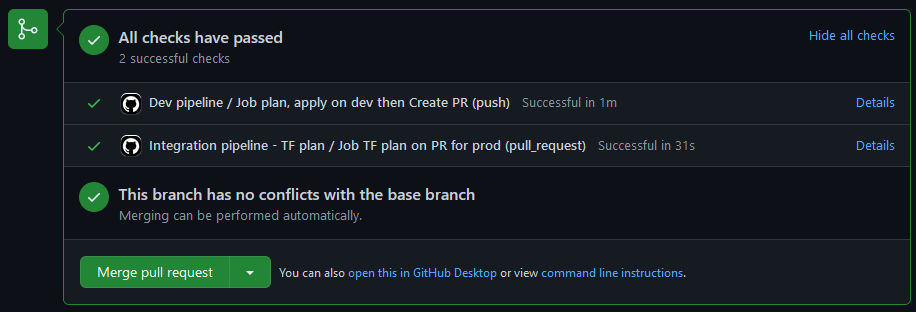 All checks have passed
Hide all checks
2 successful checks
Dev pipeline / Job plan, apply on dev then Create PR (push) Successful in 1m Details
Integration pipeline - TF plan / Job TF plan on PR for prod (pull_request) Successful in 31s Details
This branch has no conflicts with the base branch
Merging can be performed automatically.
Merge pull request You can also open this in GitHub Desktop or view command line instructions.